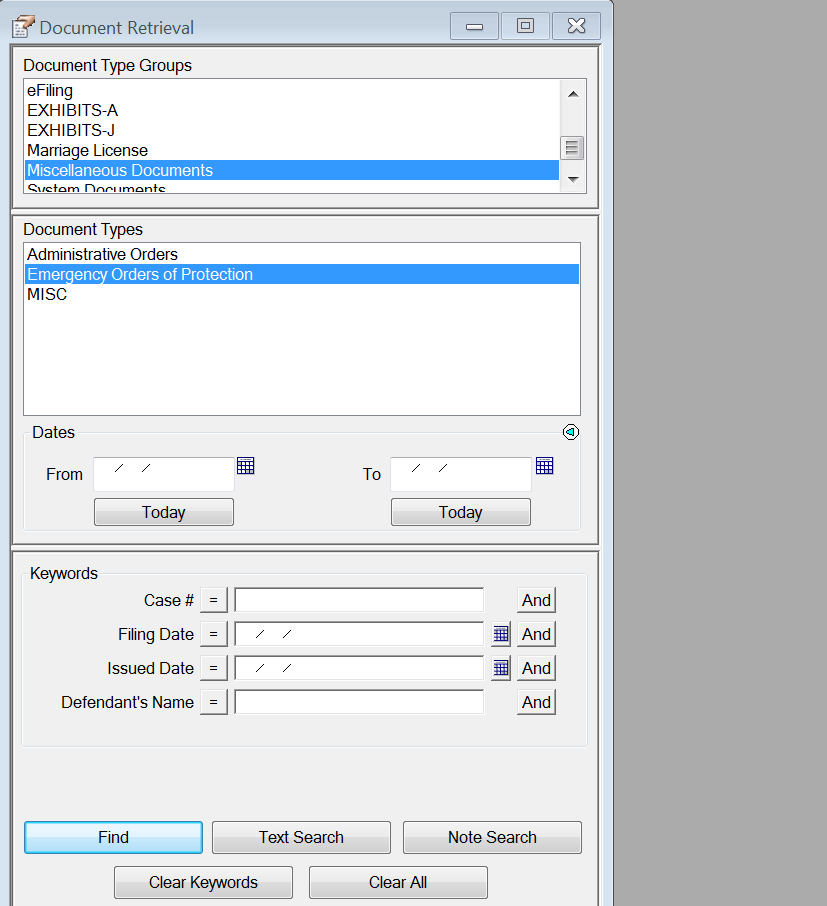 Document Retrieval
Document Type Groups
eFiling
EXHIBITS-A
EXHIBITS-J
Marriage License
Miscellaneous Documents
System Documents
Document Types
Administrative Orders
Emergency Orders of Protection
MISC
Dates
From / / To / /
Today Today
Keywords
Case # = And
Filing Date = / / And
Issued Date = / / And
Defendant's Name = And
Find Text Search Note Search
Clear Keywords Clear All